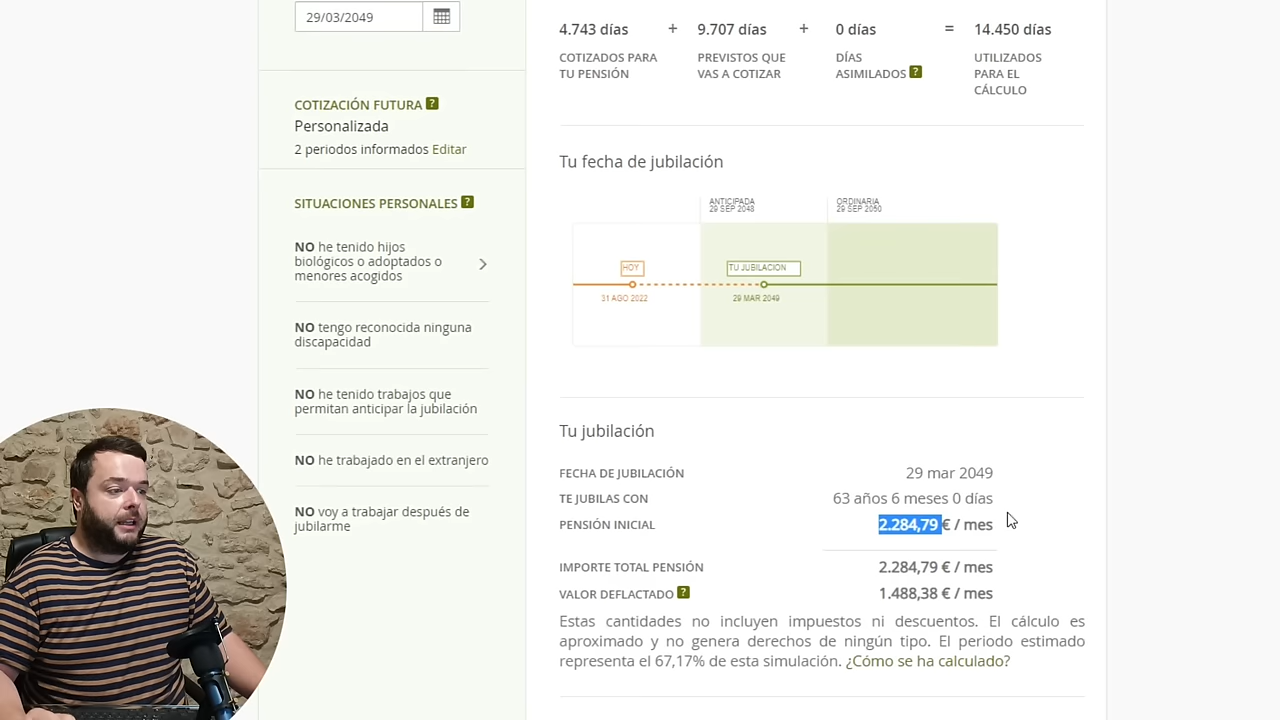 29/03/2049
COTIZACIÓN FUTURA ?
Personalizada
2 periodos informados Editar
SITUACIONES PERSONALES ?
NO he tenido hijos
biológicos o adoptados o
menores acogidos
NO tengo reconocida ninguna
discapacidad
NO he tenido trabajos que
permitan anticipar la jubilación
NO he trabajado en el extranjero
NO voy a trabajar después de
jubilarme
4.743 días + 9.707 días + 0 días = 14.450 días
COTIZADOS PARA
TU PENSIÓN
PREVISTOS QUE
VAS A COTIZAR
DÍAS
ASIMILADOS ?
UTILIZADOS
PARA EL
CÁLCULO
Tu fecha de jubilación
ANTICIPADA
29 SEP 2048
ORDINARIA
29 SEP 2050
HOY
TU JUBILACION
31 AGO 2022
29 MAR 2049
Tu jubilación
FECHA DE JUBILACIÓN 29 mar 2049
TE JUBILAS CON 63 años 6 meses 0 días
PENSIÓN INICIAL 2.284,79 € / mes
IMPORTE TOTAL PENSIÓN 2.284,79 € / mes
VALOR DEFLACTADO ? 1.488,38 € / mes
Estas cantidades no incluyen impuestos ni descuentos. El cálculo es
aproximado y no genera derechos de ningún tipo. El periodo estimado
representa el 67,17% de esta simulación. ¿Cómo se ha calculado?